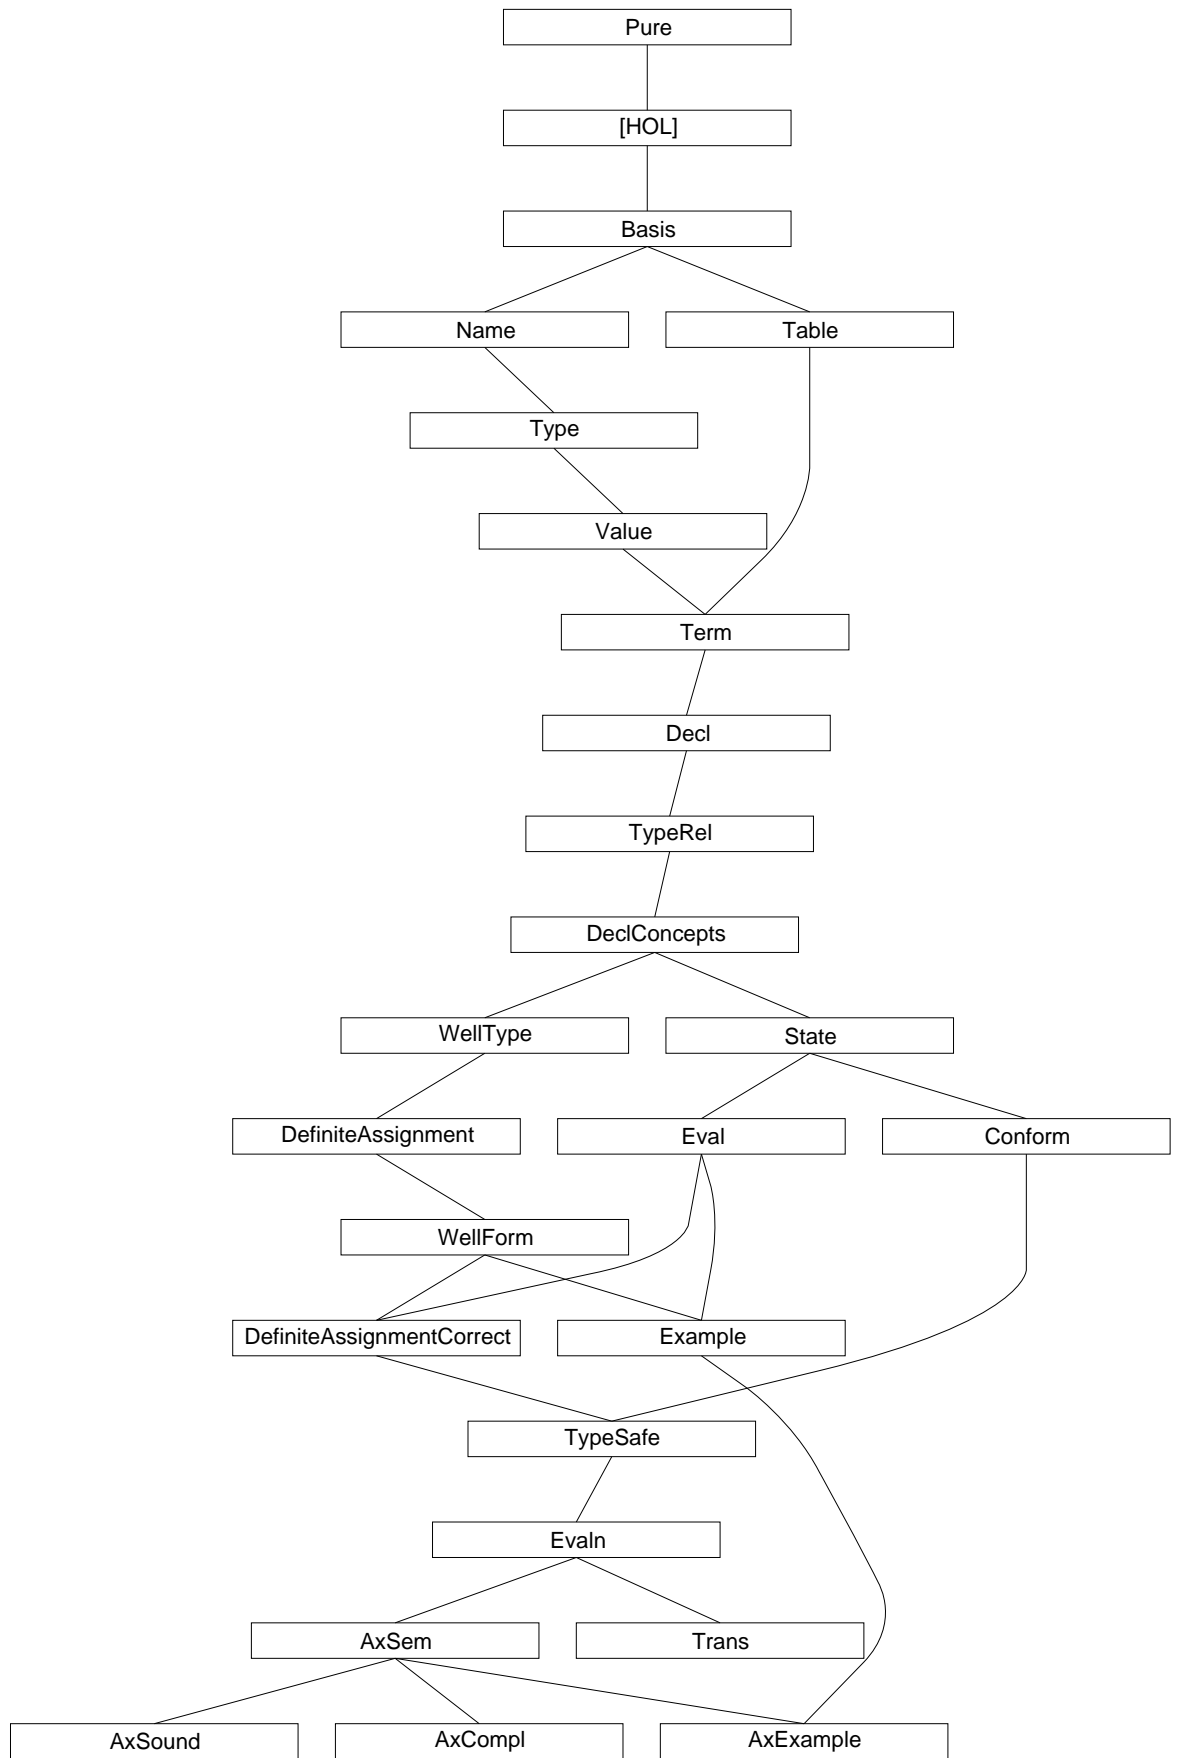 Pure
[HOL]
Basis
Name
Table
Type
Value
Term
Decl
TypeRel
DeclConcepts
WellType
State
DefiniteAssignment
Eval
Conform
WellForm
DefiniteAssignmentCorrect
Example
TypeSafe
Evaln
AxSem
Trans
AxSound
AxCompl
AxExample